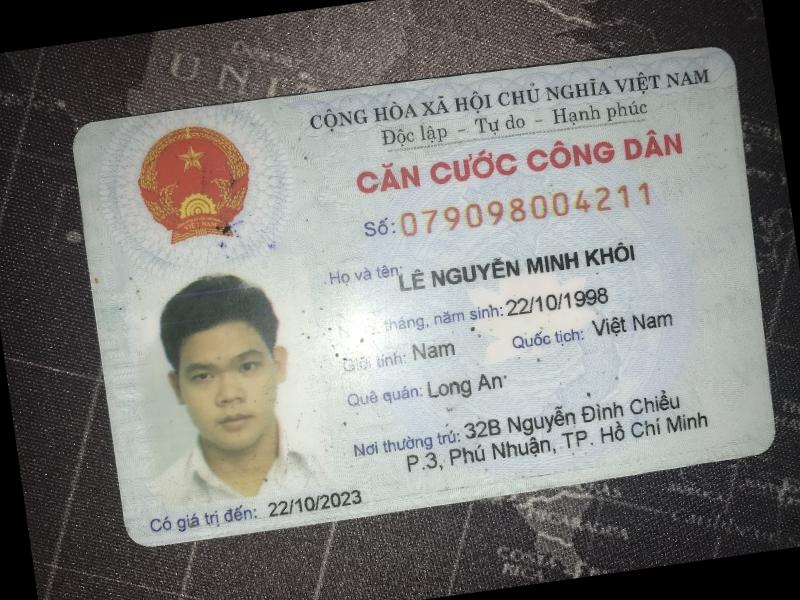 CỘNG HÒA XÃ HỘI CHỦ NGHĨA VIỆT NAM
Độc lập - Tự do - Hạnh phúc
CĂN CƯỚC CÔNG DÂN
Số: 079098004211
Họ và tên: LÊ NGUYỄN MINH KHÔI
tháng, năm sinh: 22/10/1998
Giới tính: Nam Quốc tịch: Việt Nam
Quê quán: Long An
Nơi thường trú: 32B Nguyễn Đình Chiểu
P.3, Phú Nhuận, TP. Hồ Chí Minh
Có giá trị đến: 22/10/2023
VIỆT NAM